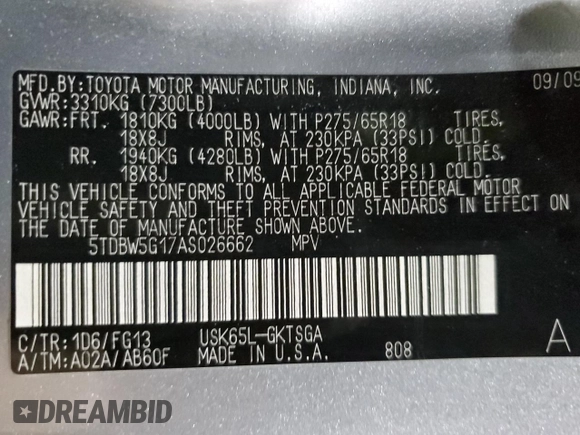 MFD.BY:TOYOTA MOTOR MANUFACTURING, INDIANA, INC. 09/09
GVWR:3310KG (7300LB)
GAWR:FRT. 1810KG (4000LB) WITH P275/65R18 TIRES,
18X8J RIMS, AT 230KPA (33PSI) COLD.
RR. 1940KG (4280LB) WITH P275/65R18 TIRES,
18X8J RIMS, AT 230KPA (33PSI) COLD.
THIS VEHICLE CONFORMS TO ALL APPLICABLE FEDERAL MOTOR
VEHICLE SAFETY AND THEFT PREVENTION STANDARDS IN EFFECT ON
THE DATE OF MANUFACTURE SHOWN ABOVE.
5TDBW5G17AS026662 MPV
C/TR:1D6/FG13 USK65L-GKTSGA A
A/TM:A02A/AB60F MADE IN U.S.A. 808
DREAMBID